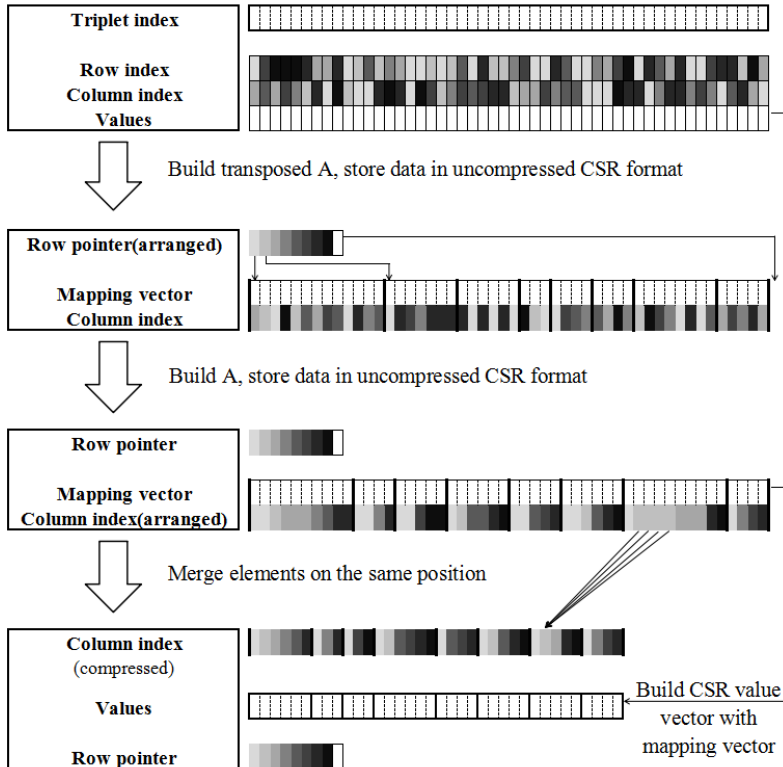 Triplet index
Row index
Column index
Values
Build transposed A, store data in uncompressed CSR format
Row pointer(arranged)
Mapping vector
Column index
Build A, store data in uncompressed CSR format
Row pointer
Mapping vector
Column index(arranged)
Merge elements on the same position
Column index
(compressed)
Values
Build CSR value
vector with
mapping vector
Row pointer